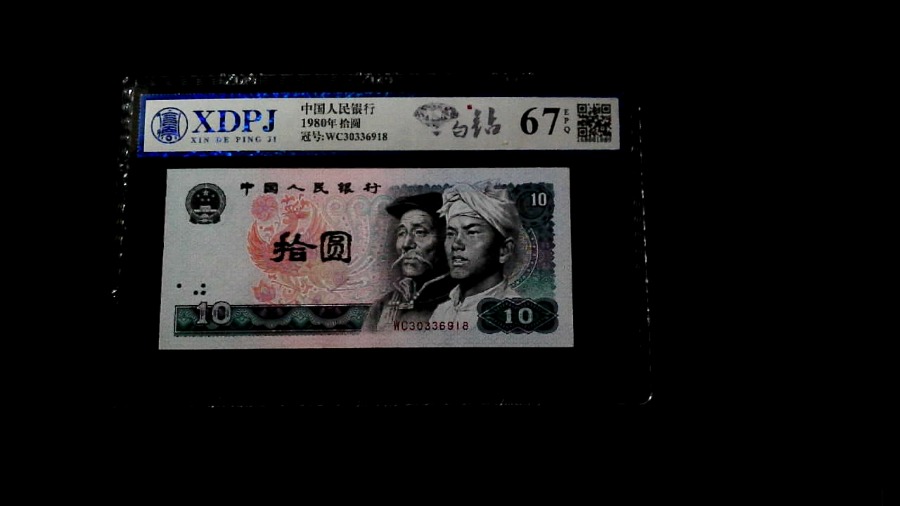 XDPJ
XIN DE PING JI
中国人民银行
1980年 拾圆
冠号:WC30336918
白钻
67
EPQ
中国人民银行
10
拾圆
10
WC30336918
10